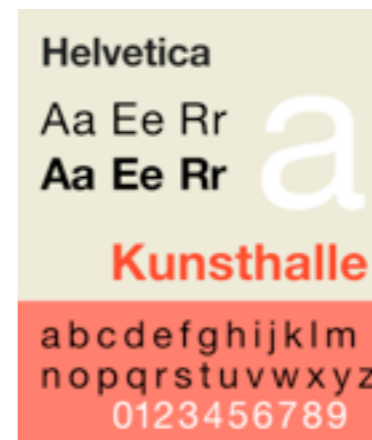 Helvetica
Aa Ee Rr
Aa Ee Rr
a
Kunsthalle
abcdefghijklm
nopqrstuvwxyz
0123456789